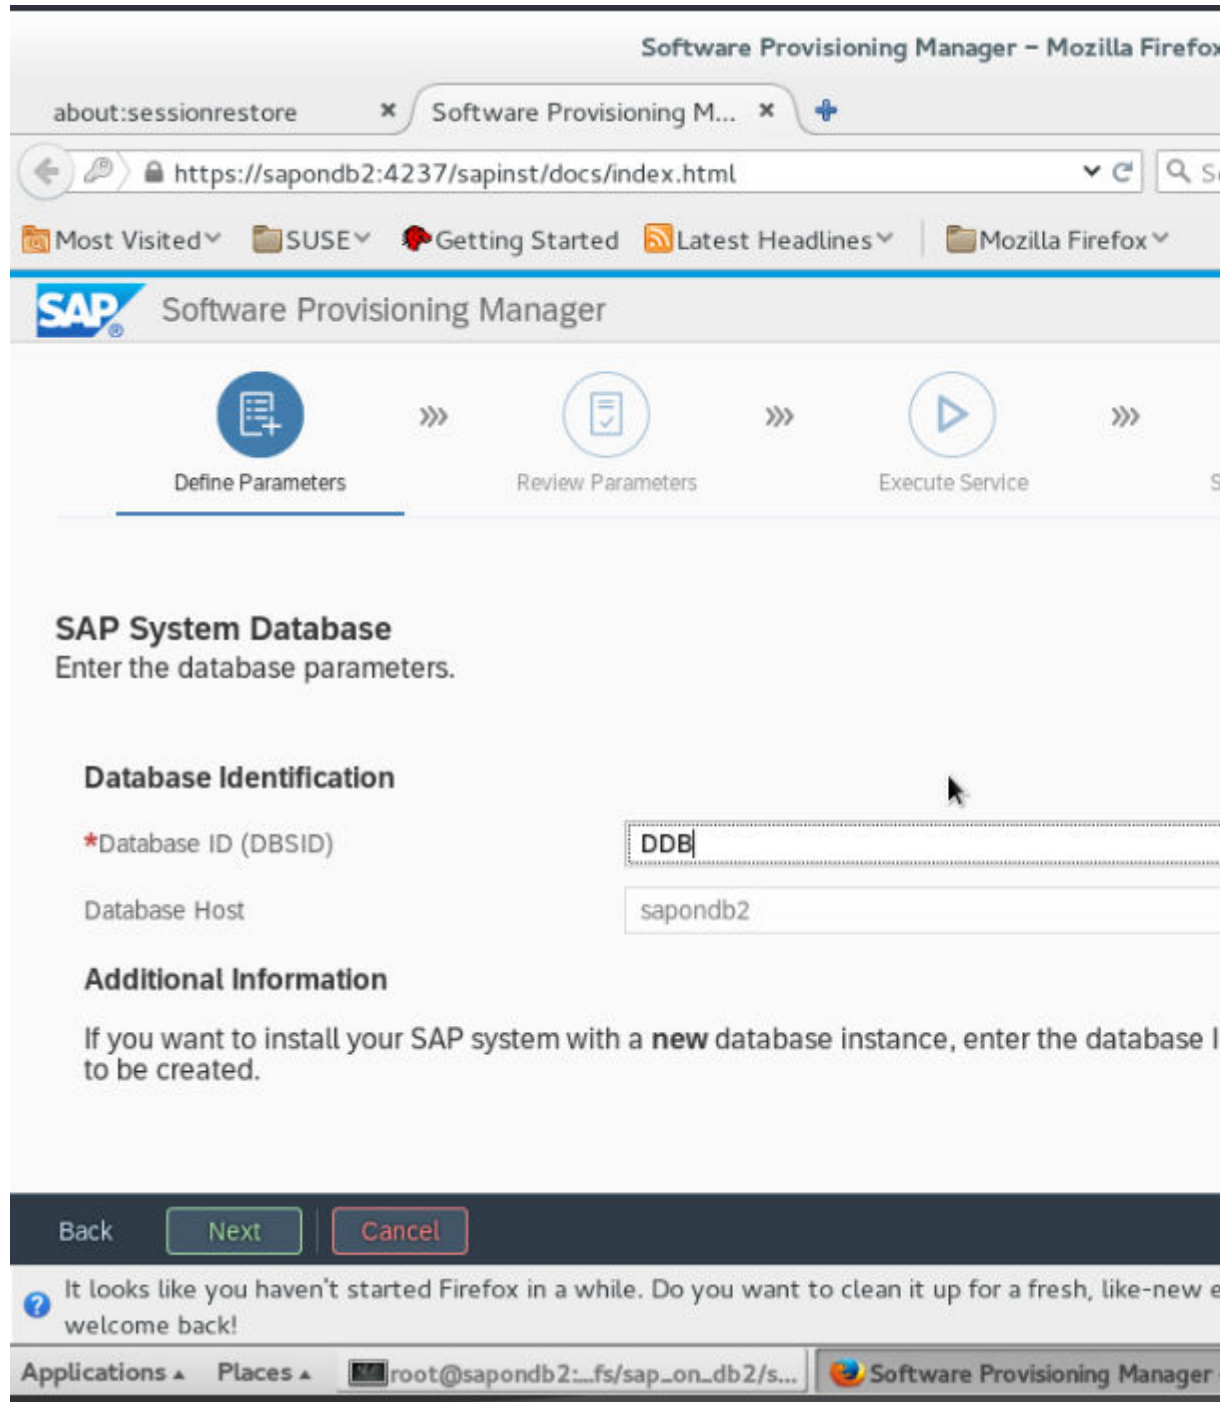 Software Provisioning Manager – Mozilla Firefox
about:sessionrestore Software Provisioning M...
https://sapondb2:4237/sapinst/docs/index.html
Most Visited SUSE Getting Started Latest Headlines Mozilla Firefox
SAP® Software Provisioning Manager
Define Parameters Review Parameters Execute Service
SAP System Database
Enter the database parameters.
Database Identification
*Database ID (DBSID) DDB
Database Host sapondb2
Additional Information
If you want to install your SAP system with a new database instance, enter the database
to be created.
Back Next Cancel
It looks like you haven't started Firefox in a while. Do you want to clean it up for a fresh, like-new
welcome back!
Applications Places root@sapondb2:...fs/sap_on_db2/s... Software Provisioning Manager